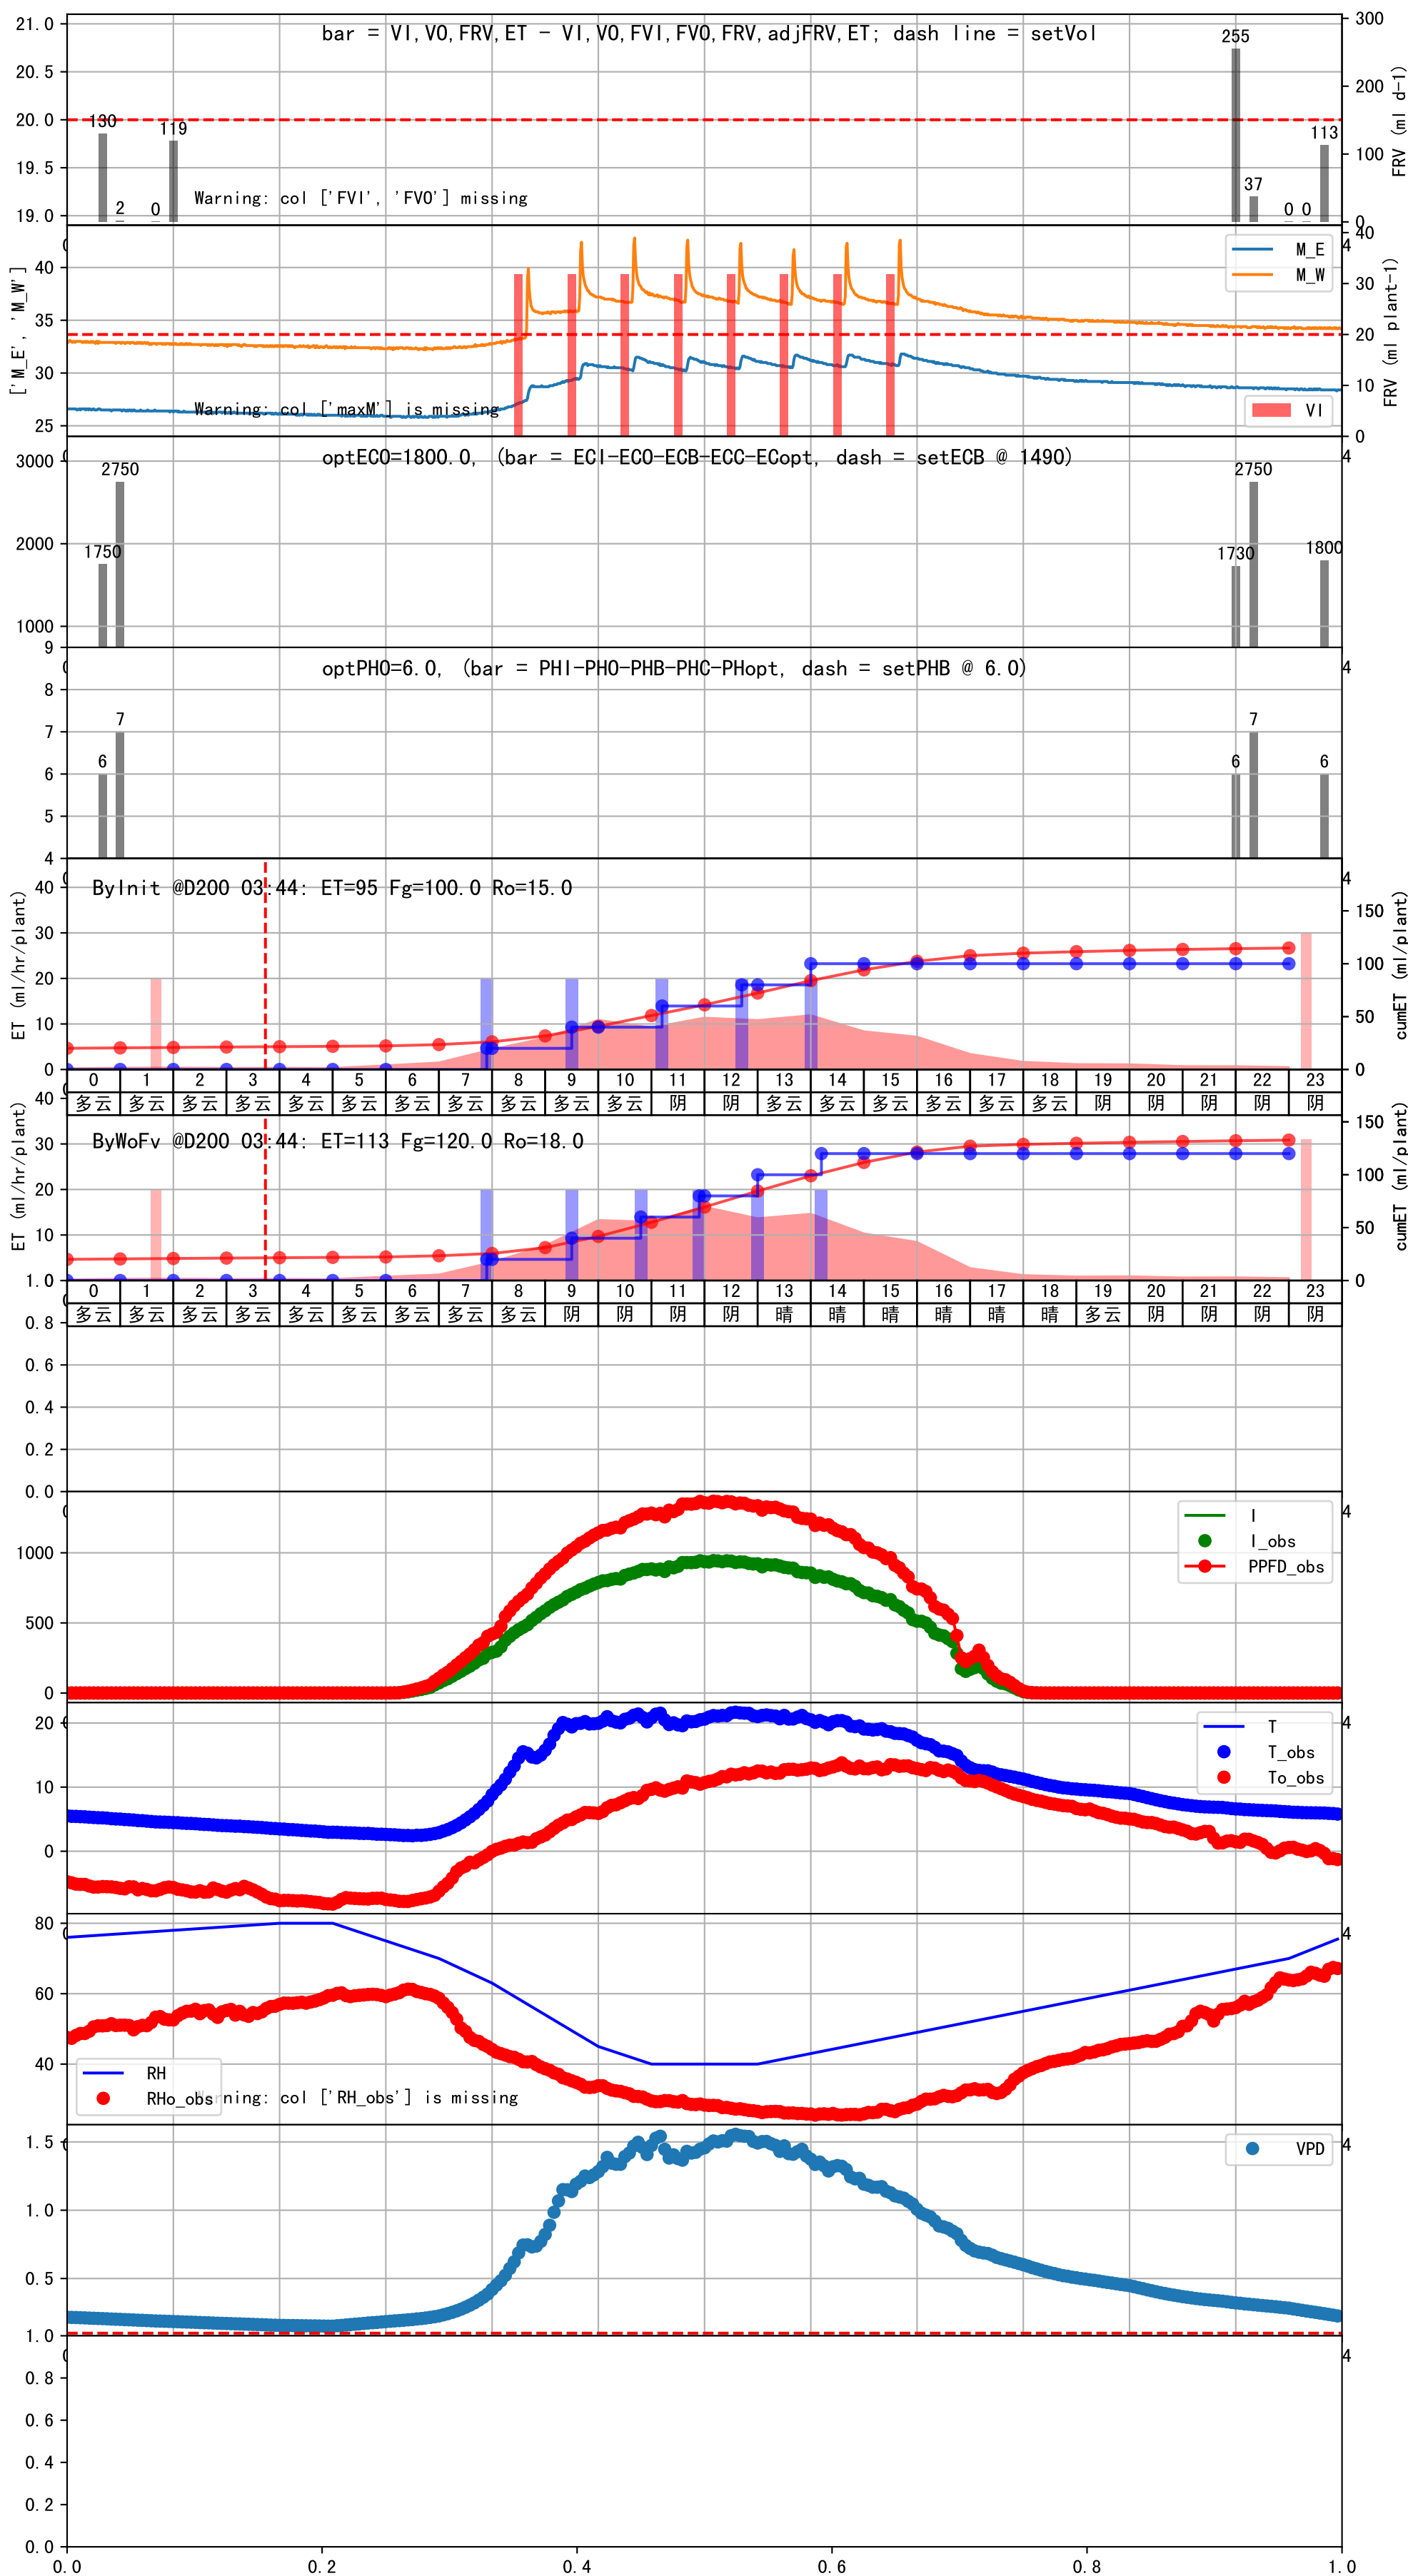 bar = VI,VO,FRV,ET - VI,VO,FVI,FVO,FRV,adjFRV,ET; dash line = setVol
21.0
20.5
20.0
19.5
19.0
300
200
100
0
FRV (ml d-1)
130
2
0
119
255
37
0
0
113
Warning: col ['FVI', 'FVO'] missing
['M_E', 'M_W']
40
35
30
25
40
30
20
10
0
FRV (ml plant-1)
M_E
M_W
VI
Warning: col ['maxM'] is missing
optECO=1800.0, (bar = ECI-ECO-ECB-ECC-ECopt, dash = setECB @ 1490)
3000
2000
1000
1750
2750
1730
2750
1800
optPHO=6.0, (bar = PHI-PHO-PHB-PHC-PHopt, dash = setPHB @ 6.0)
9
8
7
6
5
4
6
7
6
7
6
ByInit @D200 03:44: ET=95 Fg=100.0 Ro=15.0
ET (ml/hr/plant)
40
30
20
10
0
150
100
50
0
cumET (ml/plant)
0 1 2 3 4 5 6 7 8 9 10 11 12 13 14 15 16 17 18 19 20 21 22 23
多云 多云 多云 多云 多云 多云 多云 多云 多云 多云 多云 阴 阴 多云 多云 多云 多云 多云 多云 阴 阴 阴 阴 阴
ByWoFv @D200 03:44: ET=113 Fg=120.0 Ro=18.0
ET (ml/hr/plant)
40
30
20
10
150
100
50
0
cumET (ml/plant)
0 1 2 3 4 5 6 7 8 9 10 11 12 13 14 15 16 17 18 19 20 21 22 23
多云 多云 多云 多云 多云 多云 多云 多云 多云 阴 阴 阴 阴 晴 晴 晴 晴 晴 晴 多云 阴 阴 阴 阴
1.0
0.8
0.6
0.4
0.2
0.0
1000
500
0
I
I_obs
PPFD_obs
20
10
0
T
T_obs
To_obs
80
60
40
RH
RHo_obs
rning: col ['RH_obs'] is missing
1.5
1.0
0.5
VPD
1.0
0.8
0.6
0.4
0.2
0.0
0.0 0.2 0.4 0.6 0.8 1.0